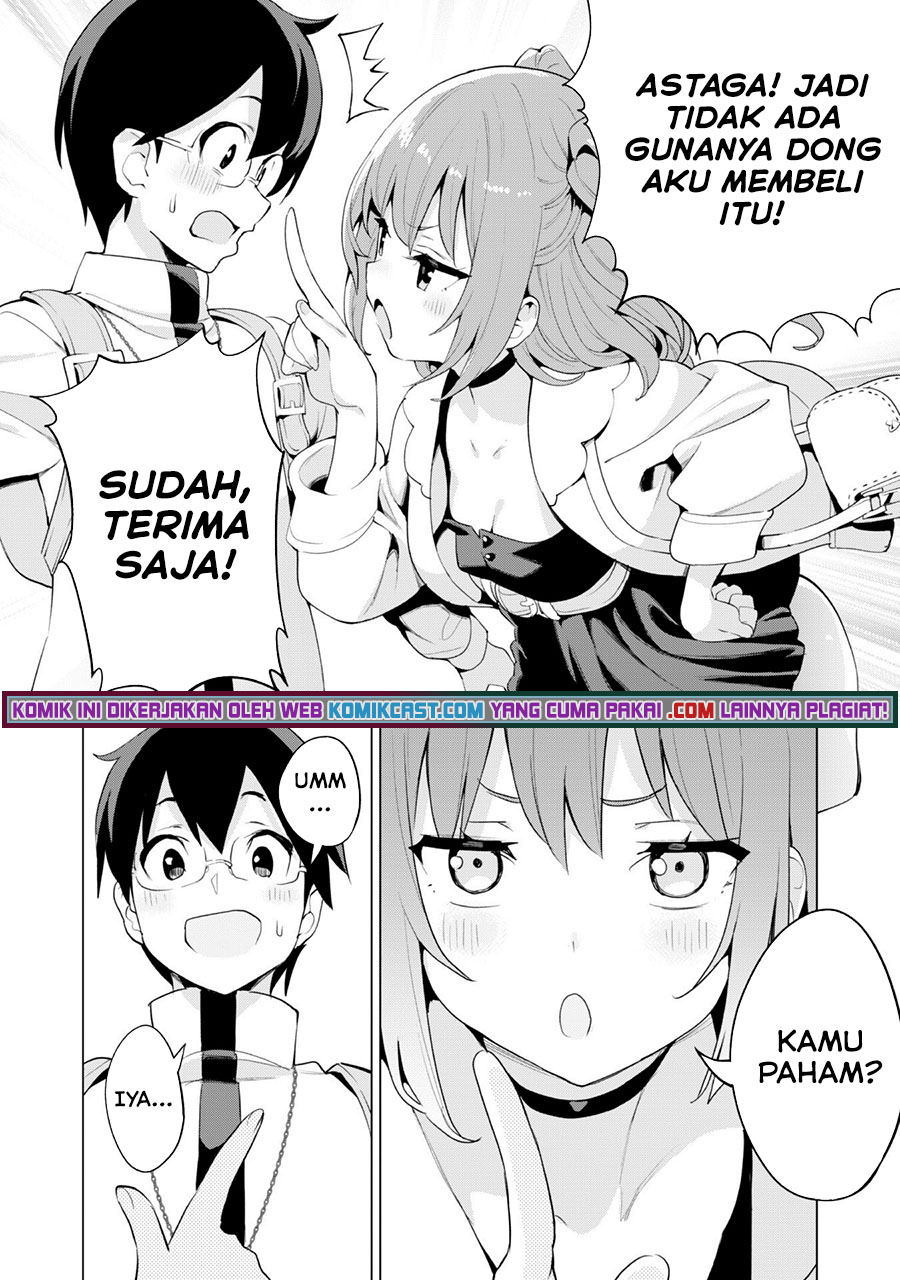 ASTAGA! JADI
TIDAK ADA
GUNANYA DONG
AKU MEMBELI
ITU!
SUDAH,
TERIMA
SAJA!
KOMIK INI DIKERJAKAN OLEH WEB KOMIKCAST.COM YANG CUMA PAKAI .COM LAINNYA PLAGIAT!
KAMU
PAHAM?
UMM
...
IYA...